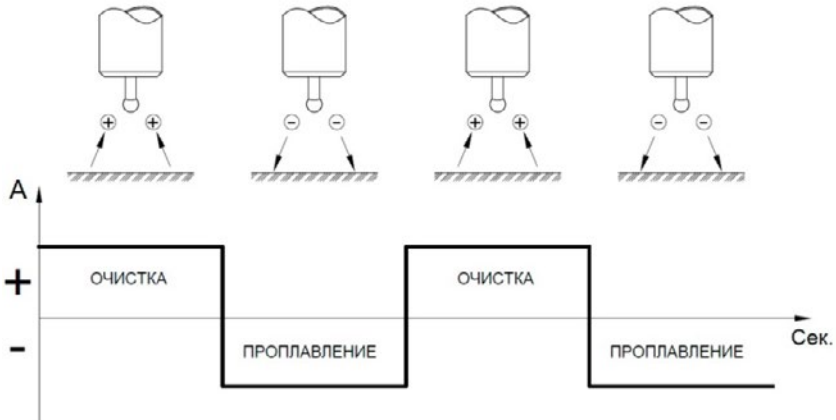 А
+
ОЧИСТКА
ОЧИСТКА
Сек.
-
ПРОПЛАВЛЕНИЕ
ПРОПЛАВЛЕНИЕ